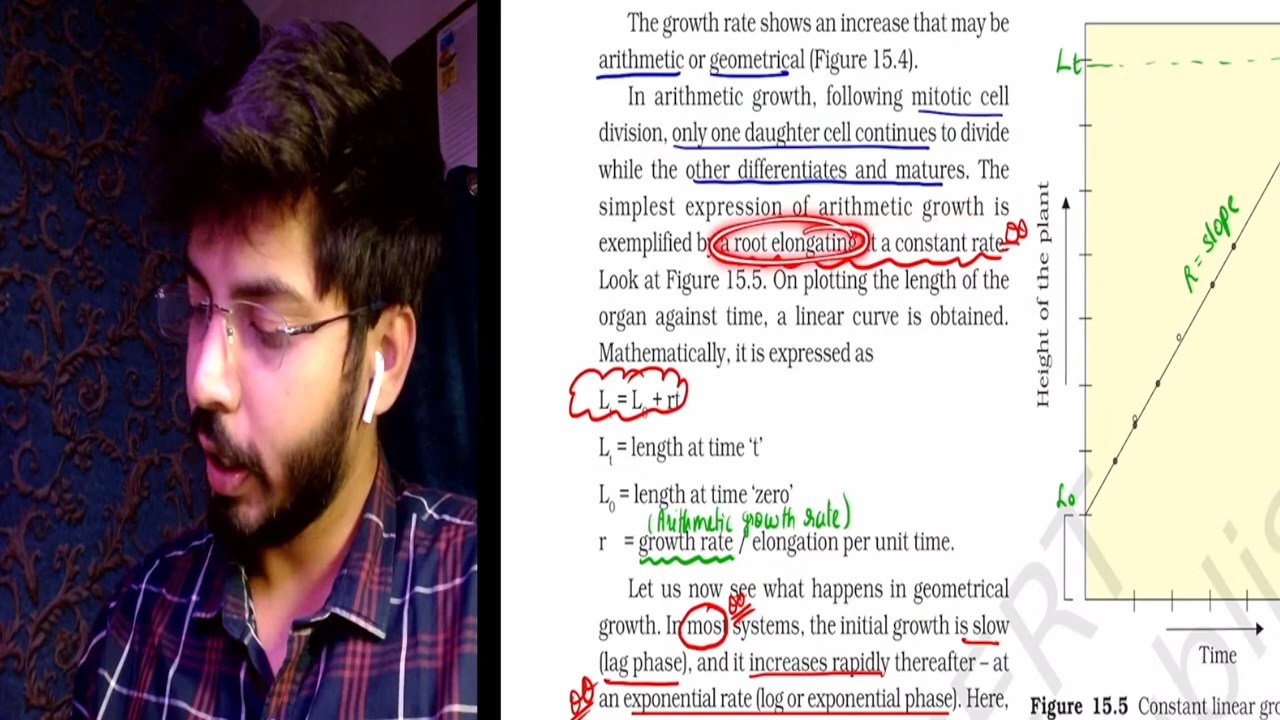 The growth rate shows an increase that may be
arithmetic or geometrical (Figure 15.4).
In arithmetic growth, following mitotic cell
division, only one daughter cell continues to divide
while the other differentiates and matures. The
simplest expression of arithmetic growth is
exemplified by a root elongating at a constant rate.
Look at Figure 15.5. On plotting the length of the
organ against time, a linear curve is obtained.
Mathematically, it is expressed as
Lt = L0 + rt
Lt = length at time ‘t’
L0 = length at time ‘zero’
(Arithmetic growth rate)
r = growth rate / elongation per unit time.
Let us now see what happens in geometrical
growth. In most systems, the initial growth is slow
(lag phase), and it increases rapidly thereafter – at
an exponential rate (log or exponential phase). Here,
Lt
R = slope
Height of the plant
Lo
Time
Figure 15.5 Constant linear gro